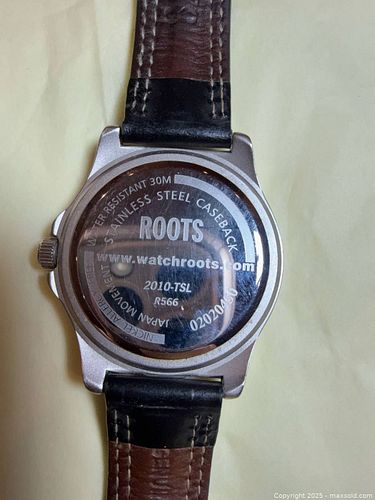 WATER RESISTANT 30M
STAINLESS STEEL CASEBACK
ROOTS
www.watchroots.com
2010-TSL
R566
JAPAN MOVEMENT
NICKEL
Copyright © 2025 - maxsold.com